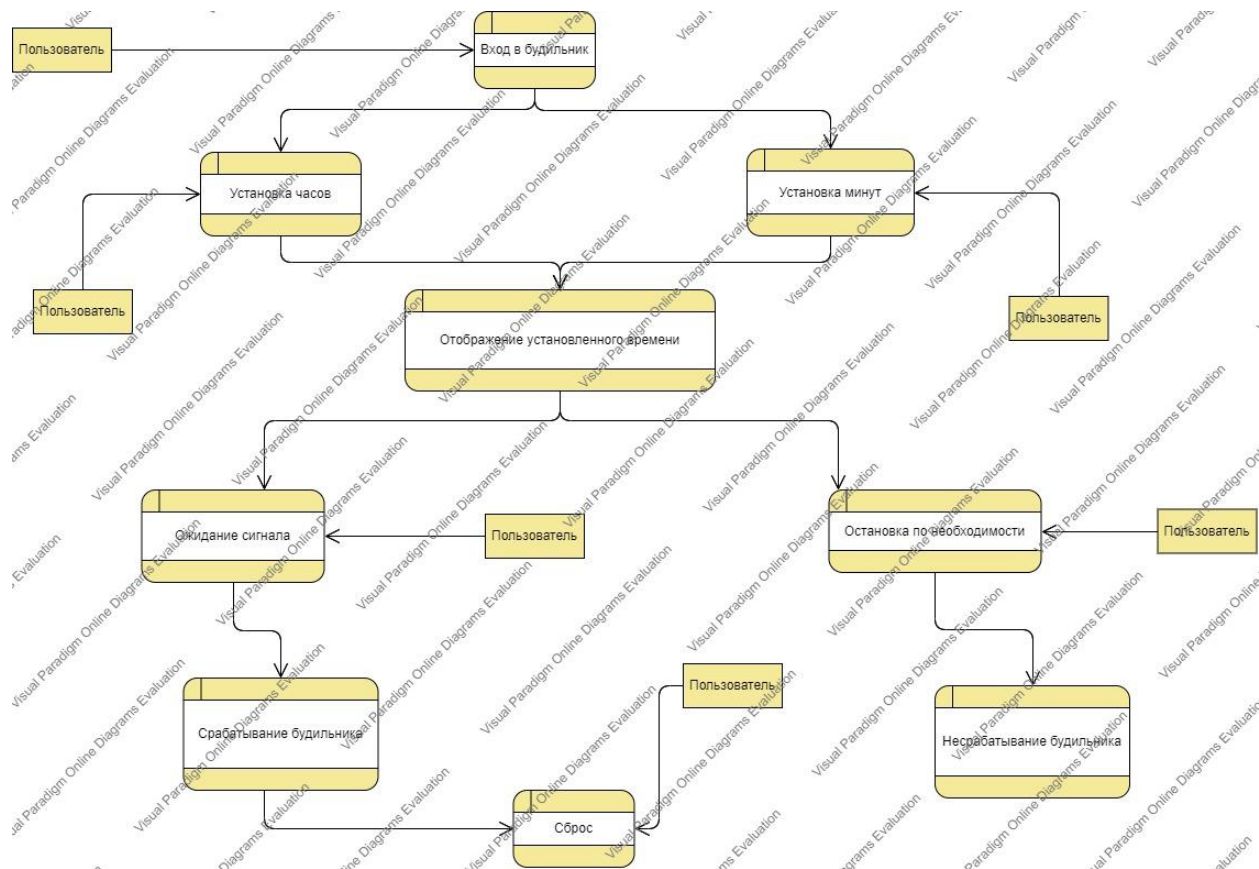 Пользователь
Вход в будильник
Установка часов
Установка минут
Пользователь
Пользователь
Отображение установленного времени
Ожидание сигнала
Пользователь
Остановка по необходимости
Пользователь
Срабатывание будильника
Пользователь
Несрабатывание будильника
Сброс
Visual Paradigm Online Diagrams Evaluation